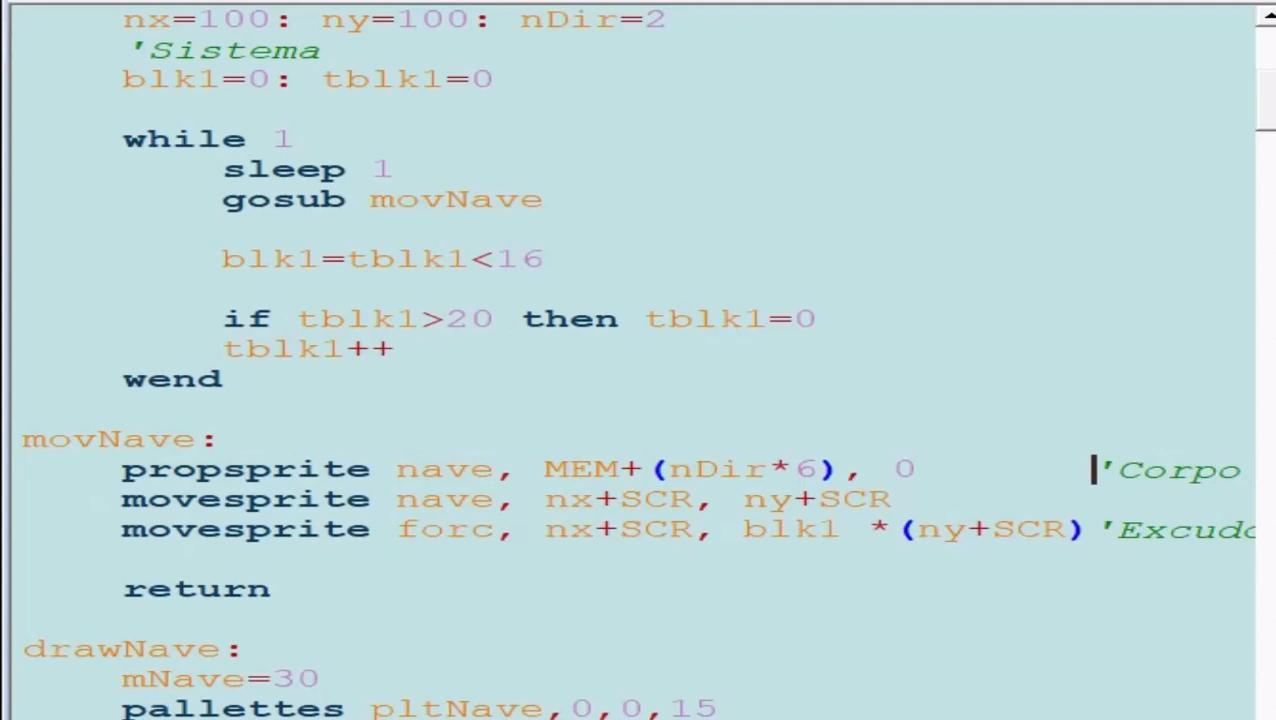 nx=100: ny=100: nDir=2
'Sistema
blk1=0: tblk1=0
while 1
sleep 1
gosub movNave
blk1=tblk1<16
if tblk1>20 then tblk1=0
tblk1++
wend
movNave:
propsprite nave, MEM+(nDir*6), 0 'Corpo
movesprite nave, nx+SCR, ny+SCR
movesprite forc, nx+SCR, blk1 *(ny+SCR) 'Excudo
return
drawNave:
mNave=30
pallettes pltNave,0,0,15